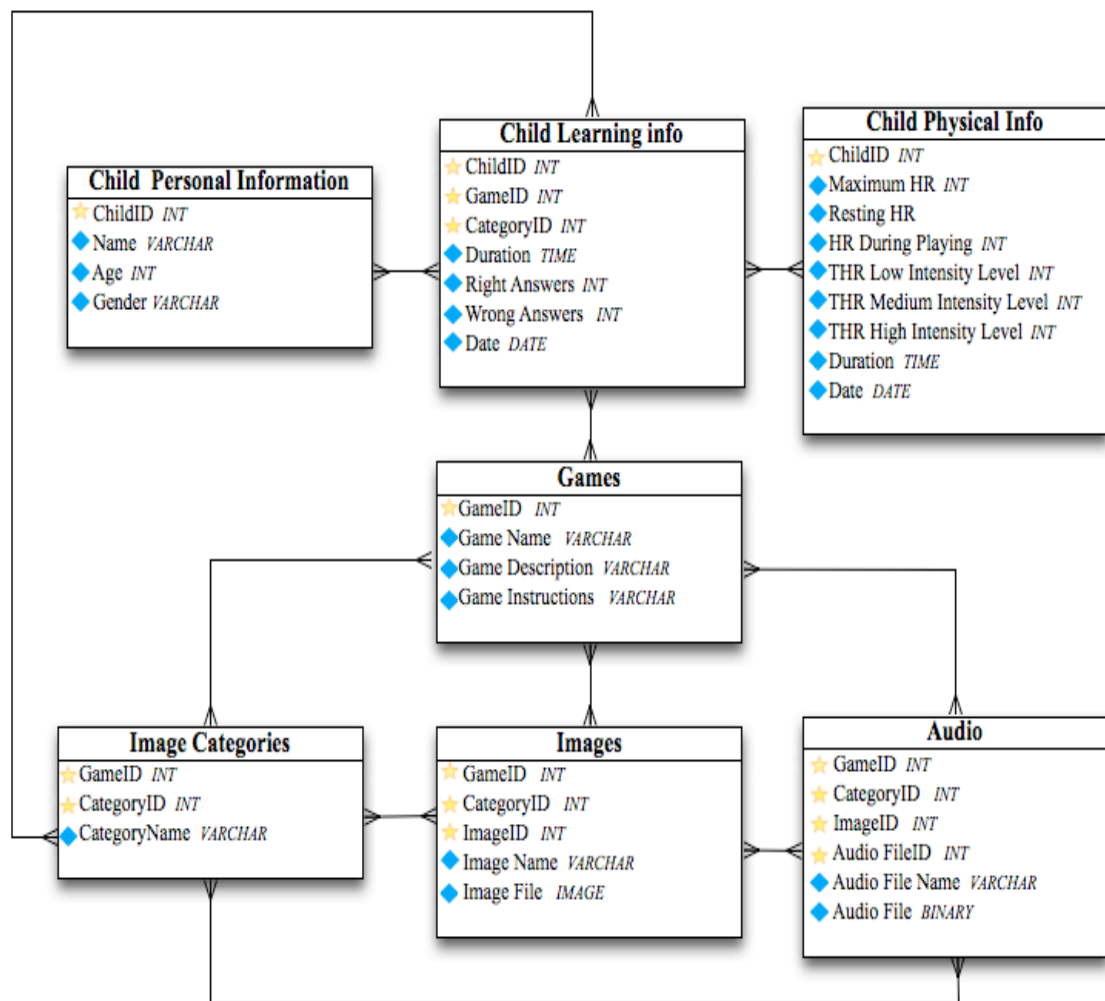 Child Personal Information
ChildID INT
Name VARCHAR
Age INT
Gender VARCHAR
Child Learning info
ChildID INT
GameID INT
CategoryID INT
Duration TIME
Right Answers INT
Wrong Answers INT
Date DATE
Child Physical Info
ChildID INT
Maximum HR INT
Resting HR
HR During Playing INT
THR Low Intensity Level INT
THR Medium Intensity Level INT
THR High Intensity Level INT
Duration TIME
Date DATE
Games
GameID INT
Game Name VARCHAR
Game Description VARCHAR
Game Instructions VARCHAR
Image Categories
GameID INT
CategoryID INT
CategoryName VARCHAR
Images
GameID INT
CategoryID INT
ImageID INT
Image Name VARCHAR
Image File IMAGE
Audio
GameID INT
CategoryID INT
ImageID INT
Audio FileID INT
Audio File Name VARCHAR
Audio File BINARY